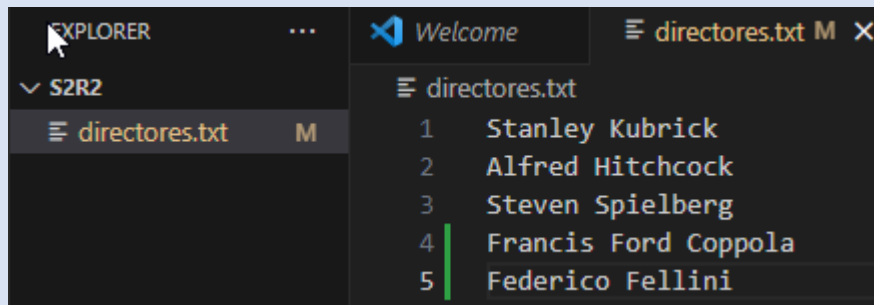 EXPLORER ...
S2R2
directores.txt M
Welcome
directores.txt M
directores.txt
1 Stanley Kubrick
2 Alfred Hitchcock
3 Steven Spielberg
4 Francis Ford Coppola
5 Federico Fellini